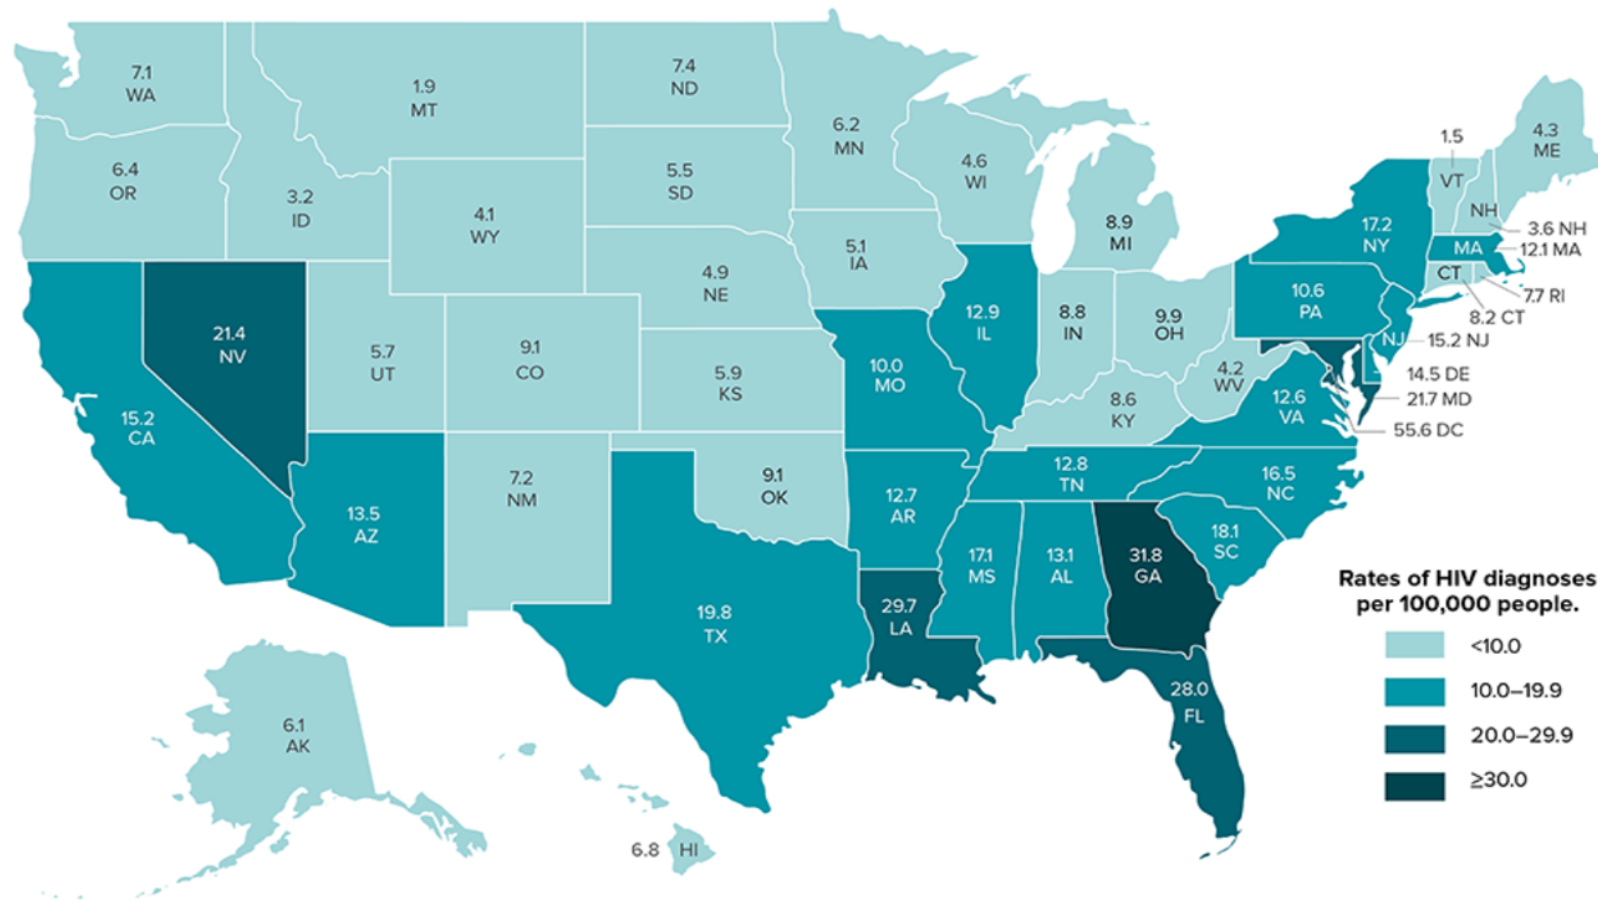 7.1
WA
1.9
MT
7.4
ND
6.2
MN
4.6
WI
1.5
VT
4.3
ME
6.4
OR
3.2
ID
4.1
WY
5.5
SD
5.1
IA
8.9
MI
17.2
NY
NH
3.6 NH
MA
12.1 MA
CT
7.7 RI
8.2 CT
21.4
NV
5.7
UT
9.1
CO
4.9
NE
5.9
KS
12.9
IL
8.8
IN
9.9
OH
10.6
PA
NJ
15.2 NJ
14.5 DE
21.7 MD
55.6 DC
15.2
CA
10.0
MO
8.6
KY
4.2
WV
12.6
VA
13.5
AZ
7.2
NM
9.1
OK
12.7
AR
12.8
TN
16.5
NC
18.1
SC
19.8
TX
29.7
LA
17.1
MS
13.1
AL
31.8
GA
28.0
FL
6.1
AK
6.8 HI
Rates of HIV diagnoses
per 100,000 people.
<10.0
10.0–19.9
20.0–29.9
≥30.0